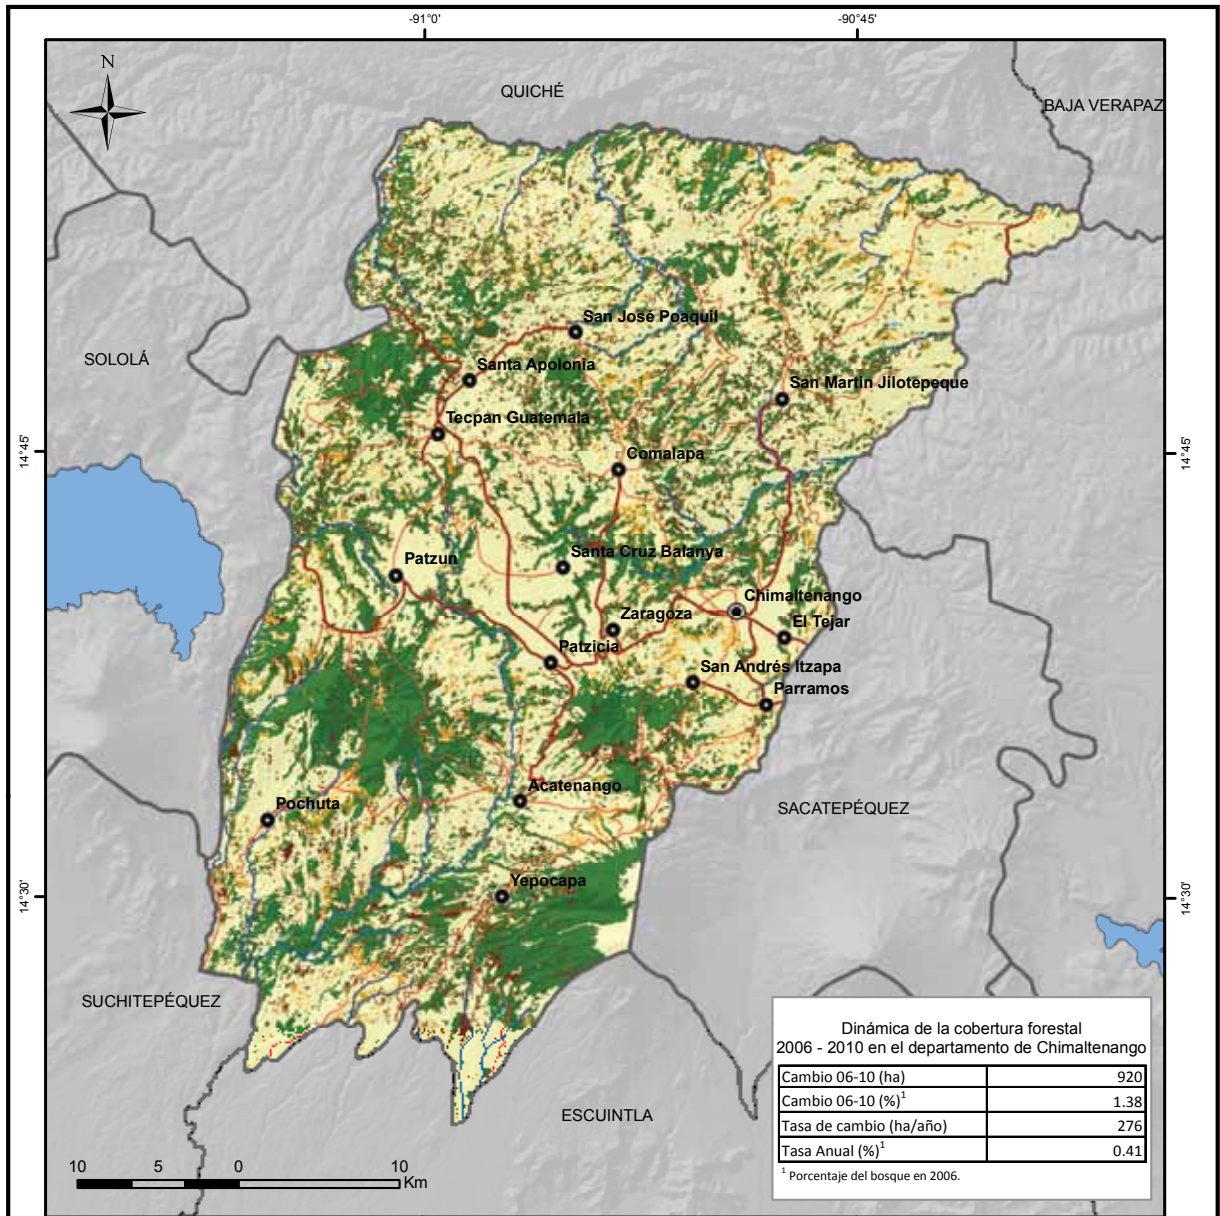 -91°0'
-90°45'
N
QUICHÉ
BAJA VERAPAZ
San José Poaquil
SOLOLÁ
Santa Apolonia
San Martin Jilotepeque
Tecpan Guatemala
14°45'
14°45'
Comalapa
Patzun
Santa Cruz Balanya
Chimaltenango
Zaragoza
El Tejar
Patzicia
San Andrés Itzapa
Parramos
Acatenango
Pochuta
SACATEPÉQUEZ
Yepocapa
14°30'
14°30'
SUCHITEPÉQUEZ
ESCUINTLA
Dinámica de la cobertura forestal
2006 - 2010 en el departamento de Chimaltenango
Cambio 06-10 (ha) 920
Cambio 06-10 (%)¹ 1.38
Tasa de cambio (ha/año) 276
Tasa Anual (%)¹ 0.41
¹ Porcentaje del bosque en 2006.
10 5 0 10
Km